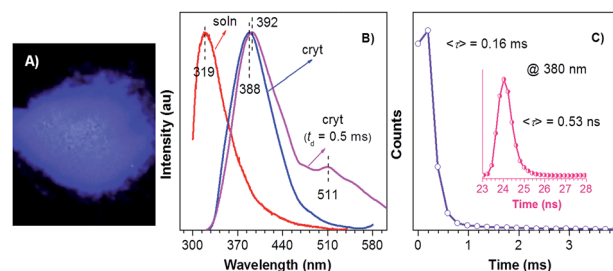 A)
B)
soln
392
319
388
cryt
cryt
(t_d = 0.5 ms)
511
Intensity (au)
300 370 440 510 580
Wavelength (nm)
C)
<τ> = 0.16 ms
@ 380 nm
<τ> = 0.53 ns
23 24 25 26 27 28
Time (ns)
Counts
0 1 2 3
Time (ms)